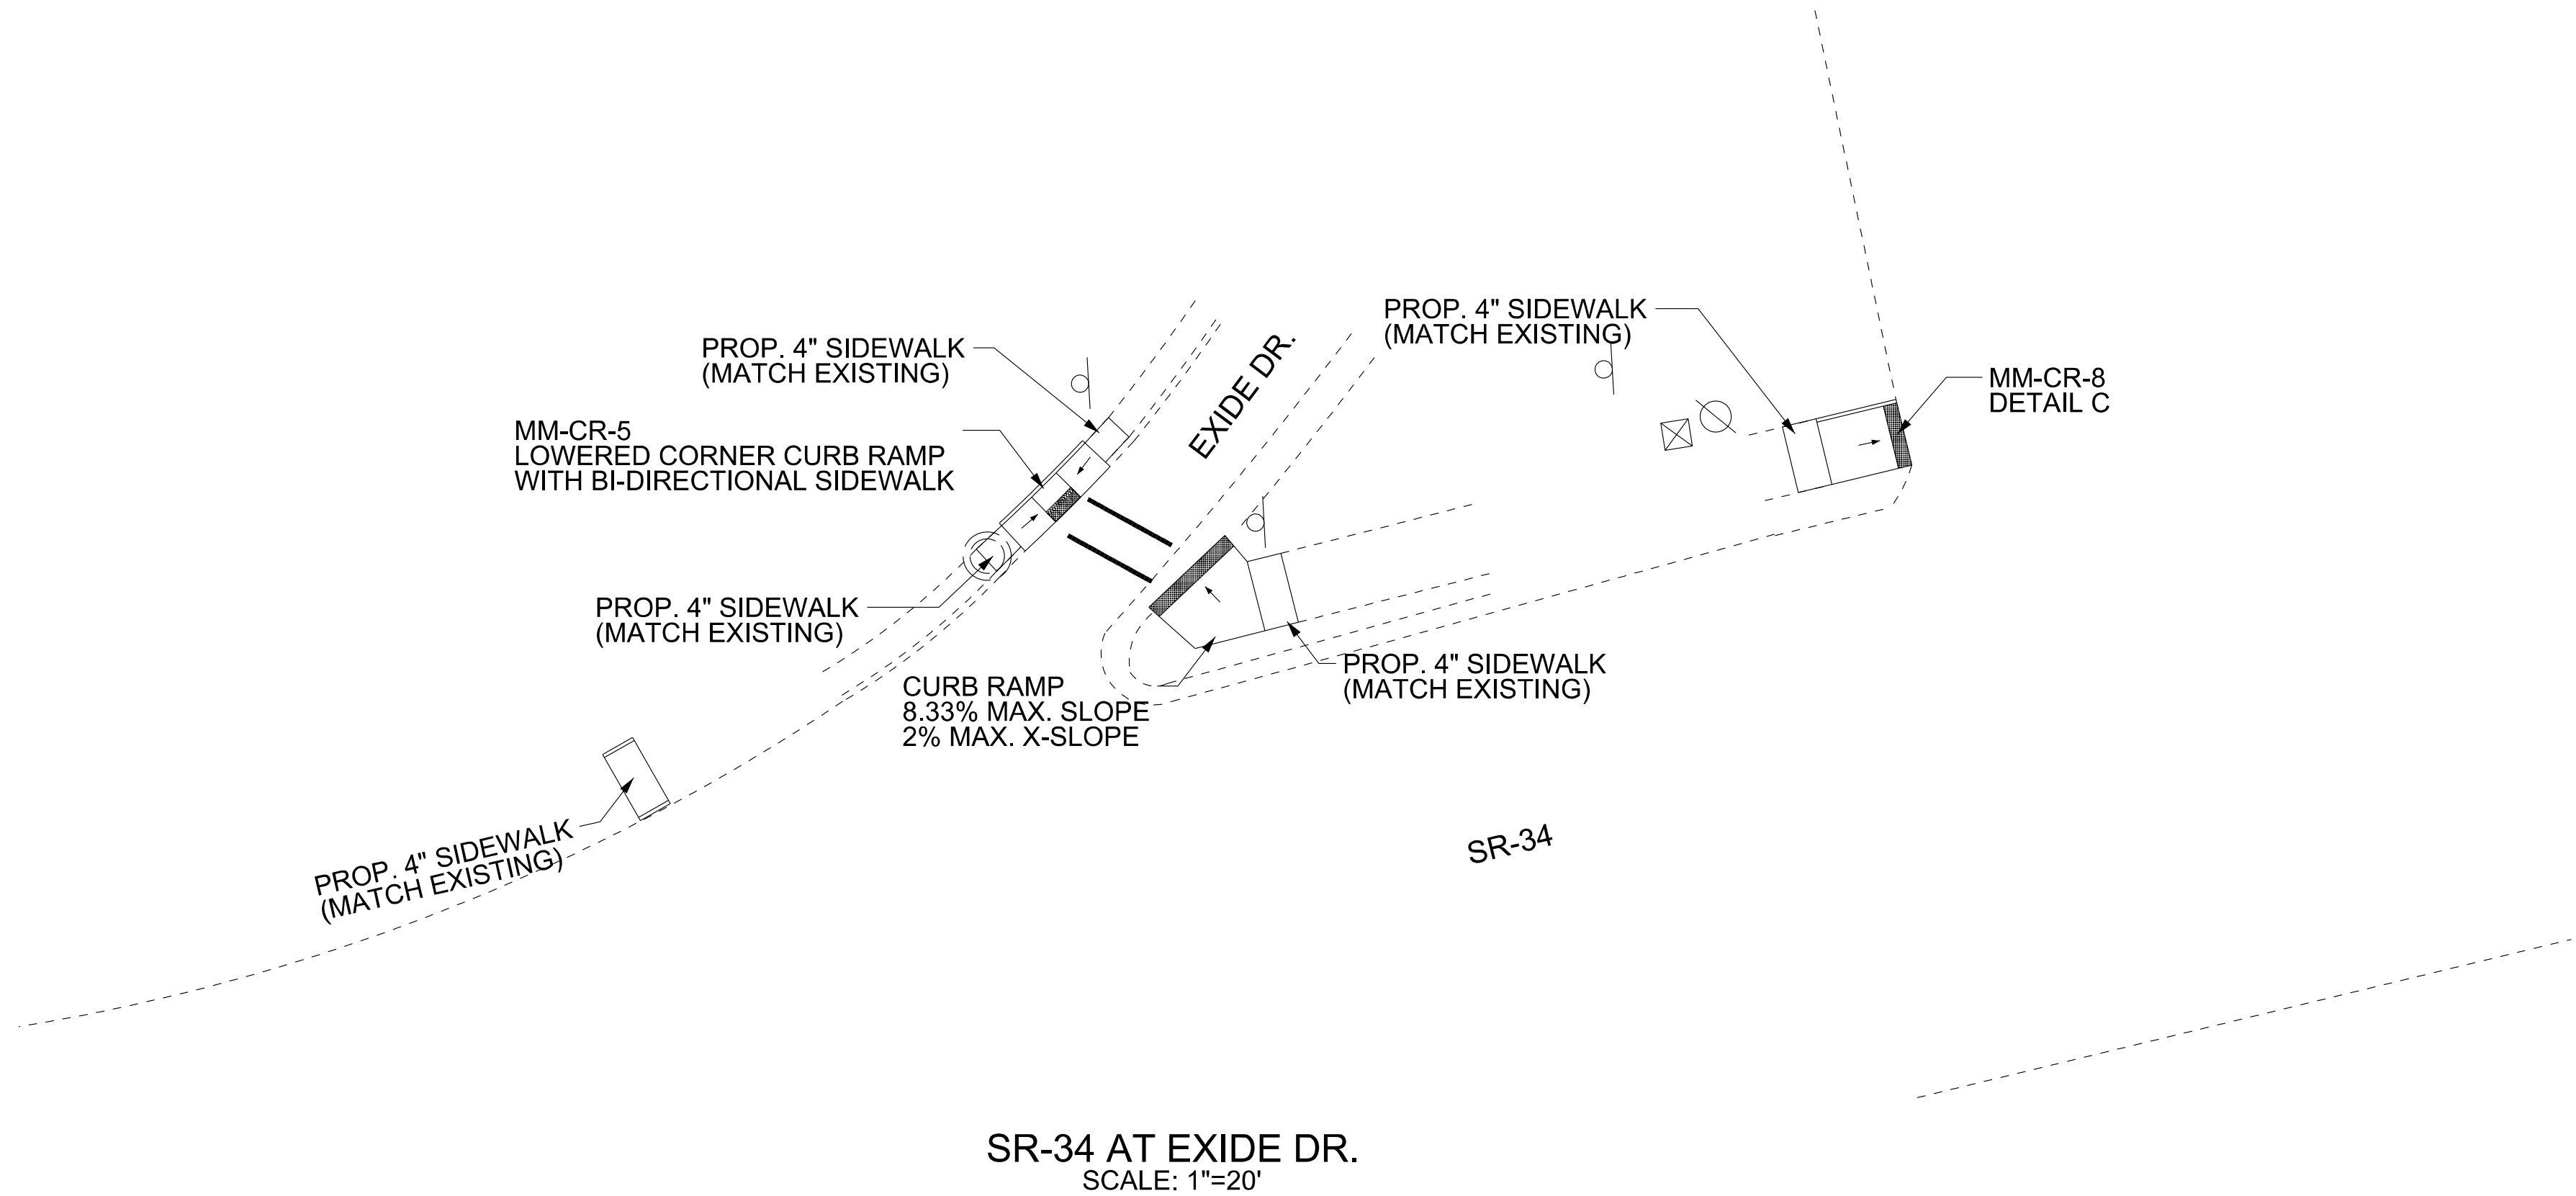 PROP. 4" SIDEWALK
(MATCH EXISTING)
PROP. 4" SIDEWALK
(MATCH EXISTING)
EXIDE DR.
MM-CR-8
DETAIL C
MM-CR-5
LOWERED CORNER CURB RAMP
WITH BI-DIRECTIONAL SIDEWALK
PROP. 4" SIDEWALK
(MATCH EXISTING)
PROP. 4" SIDEWALK
(MATCH EXISTING)
CURB RAMP
8.33% MAX. SLOPE
2% MAX. X-SLOPE
PROP. 4" SIDEWALK
(MATCH EXISTING)
SR-34
SR-34 AT EXIDE DR.
SCALE: 1"=20'